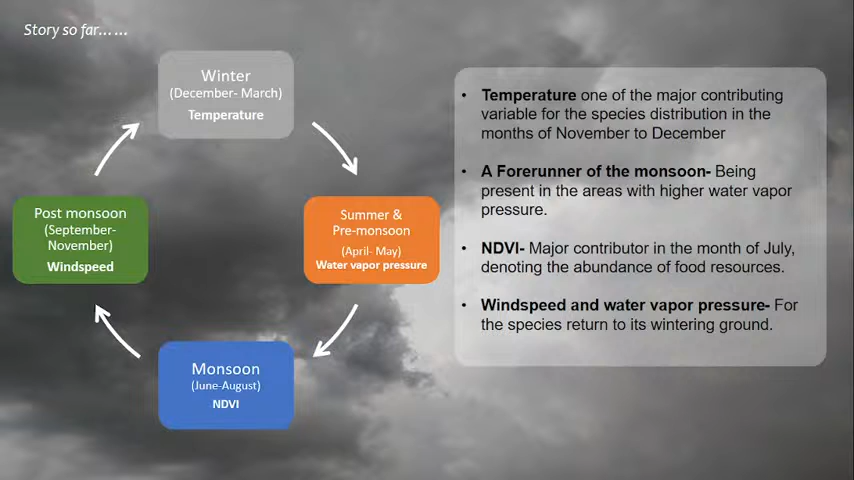 Story so far……
Winter
(December- March)
Temperature
Summer &
Pre-monsoon
(April- May)
Water vapor pressure
Monsoon
(June-August)
NDVI
Post monsoon
(September-
November)
Windspeed
• Temperature one of the major contributing
variable for the species distribution in the
months of November to December
• A Forerunner of the monsoon- Being
present in the areas with higher water vapor
pressure.
• NDVI- Major contributor in the month of July,
denoting the abundance of food resources.
• Windspeed and water vapor pressure- For
the species return to its wintering ground.